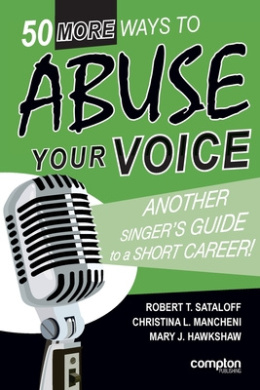 50 MORE WAYS TO
ABUSE
YOUR VOICE
ANOTHER
SINGER'S GUIDE
to a SHORT CAREER!
ROBERT T. SATALOFF
CHRISTINA L. MANCHENI
MARY J. HAWKSHAW
compton
PUBLISHING